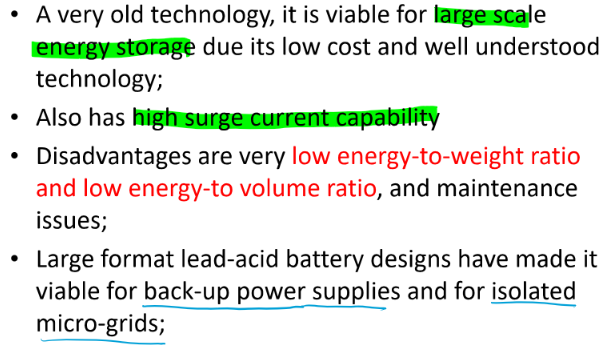 • A very old technology, it is viable for large scale
energy storage due its low cost and well understood
technology;
• Also has high surge current capability
• Disadvantages are very low energy-to-weight ratio
and low energy-to volume ratio, and maintenance
issues;
• Large format lead-acid battery designs have made it
viable for back-up power supplies and for isolated
micro-grids;